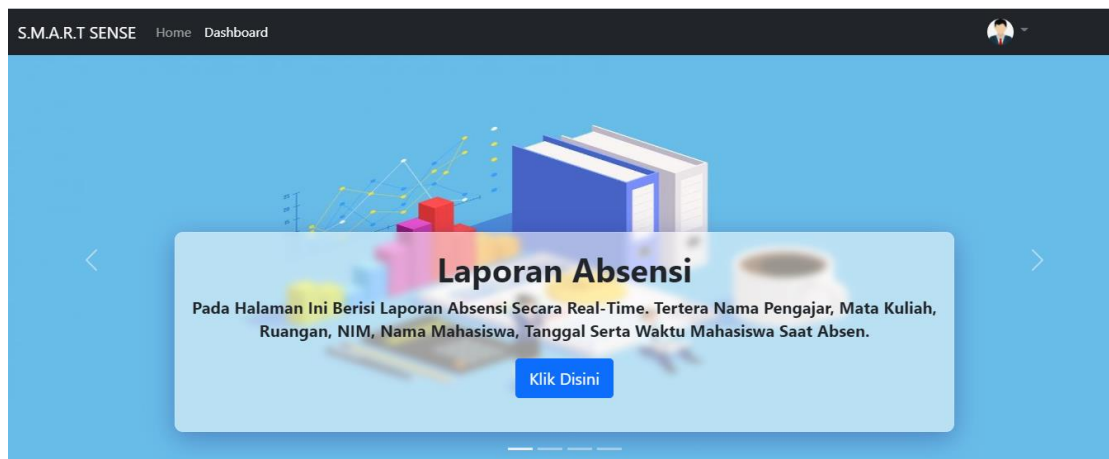 S.M.A.R.T SENSE Home Dashboard
Laporan Absensi
Pada Halaman Ini Berisi Laporan Absensi Secara Real-Time. Tertera Nama Pengajar, Mata Kuliah,
Ruangan, NIM, Nama Mahasiswa, Tanggal Serta Waktu Mahasiswa Saat Absen.
Klik Disini